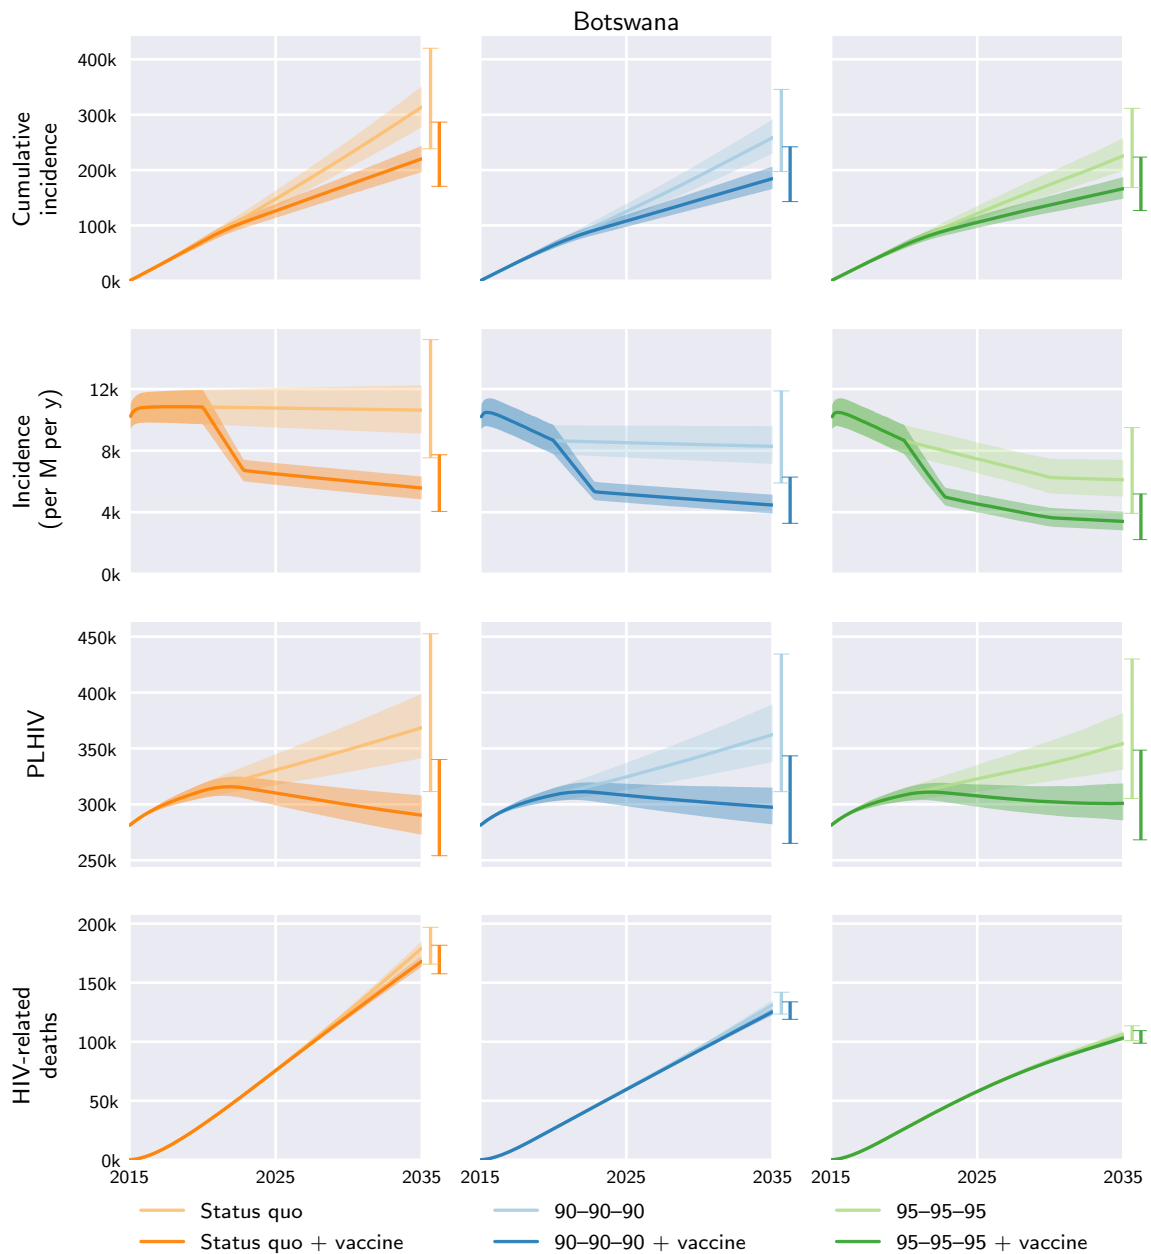 Botswana
Cumulative
incidence
400k
300k
200k
100k
0k
Incidence
(per M per y)
12k
8k
4k
0k
PLHIV
450k
400k
350k
300k
250k
HIV-related
deaths
200k
150k
100k
50k
0k
2015 2025 2035 2015 2025 2035 2015 2025 2035
Status quo 90–90–90 95–95–95
Status quo + vaccine 90–90–90 + vaccine 95–95–95 + vaccine